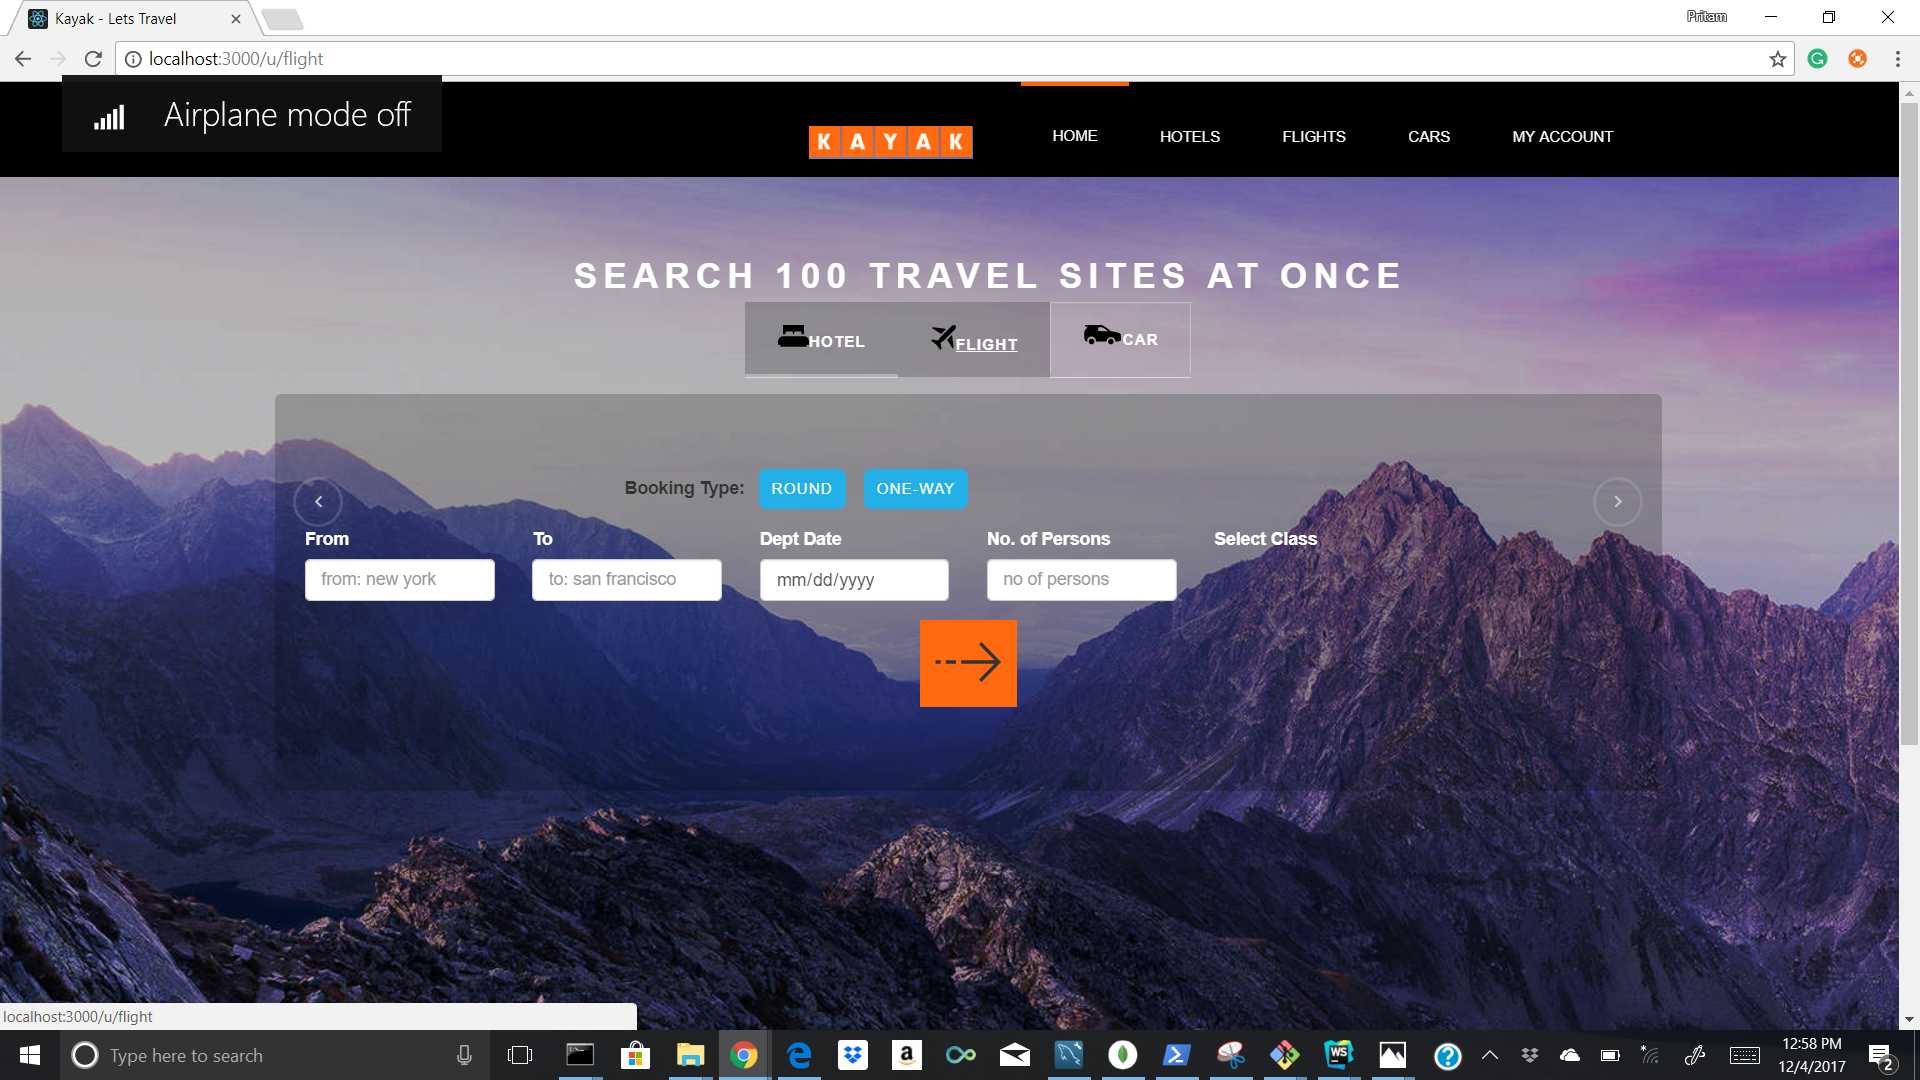 Kayak - Lets Travel
Pritam
localhost:3000/u/flight
Airplane mode off
KAYAK
HOME
HOTELS
FLIGHTS
CARS
MY ACCOUNT
SEARCH 100 TRAVEL SITES AT ONCE
HOTEL
FLIGHT
CAR
Booking Type: ROUND ONE-WAY
From To Dept Date No. of Persons Select Class
from: new york to: san francisco mm/dd/yyyy no of persons
localhost:3000/u/flight
Type here to search
a
WS
12:58 PM
12/4/2017
2